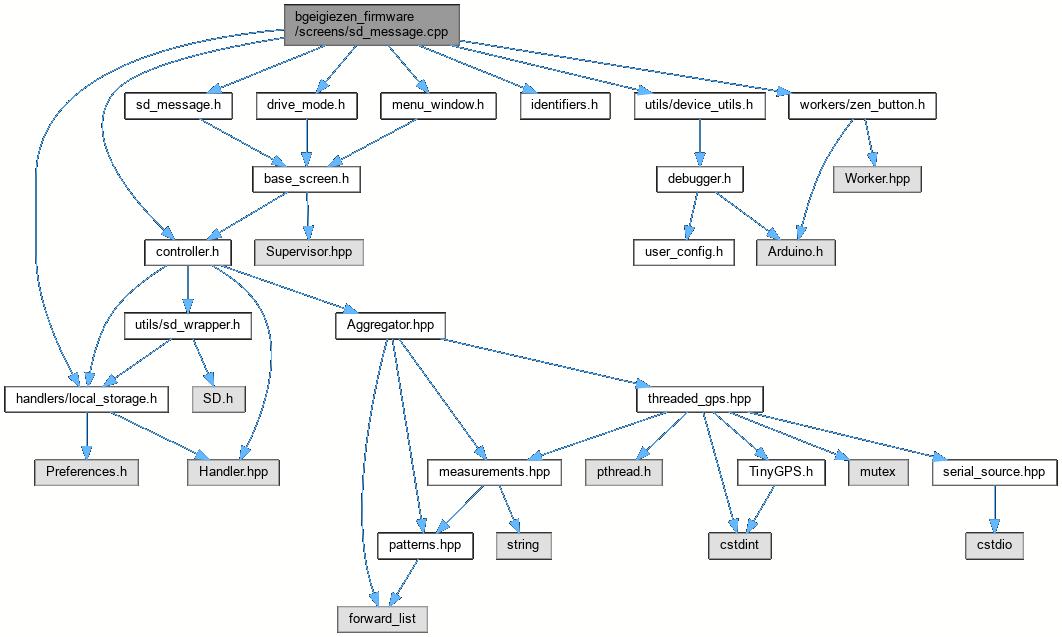 bgeigiezen_firmware
/screens/sd_message.cpp
sd_message.h
drive_mode.h
menu_window.h
identifiers.h
utils/device_utils.h
workers/zen_button.h
base_screen.h
debugger.h
Worker.hpp
controller.h
Supervisor.hpp
user_config.h
Arduino.h
utils/sd_wrapper.h
Aggregator.hpp
handlers/local_storage.h
SD.h
threaded_gps.hpp
Preferences.h
Handler.hpp
measurements.hpp
pthread.h
TinyGPS.h
mutex
serial_source.hpp
patterns.hpp
string
cstdint
cstdio
forward_list